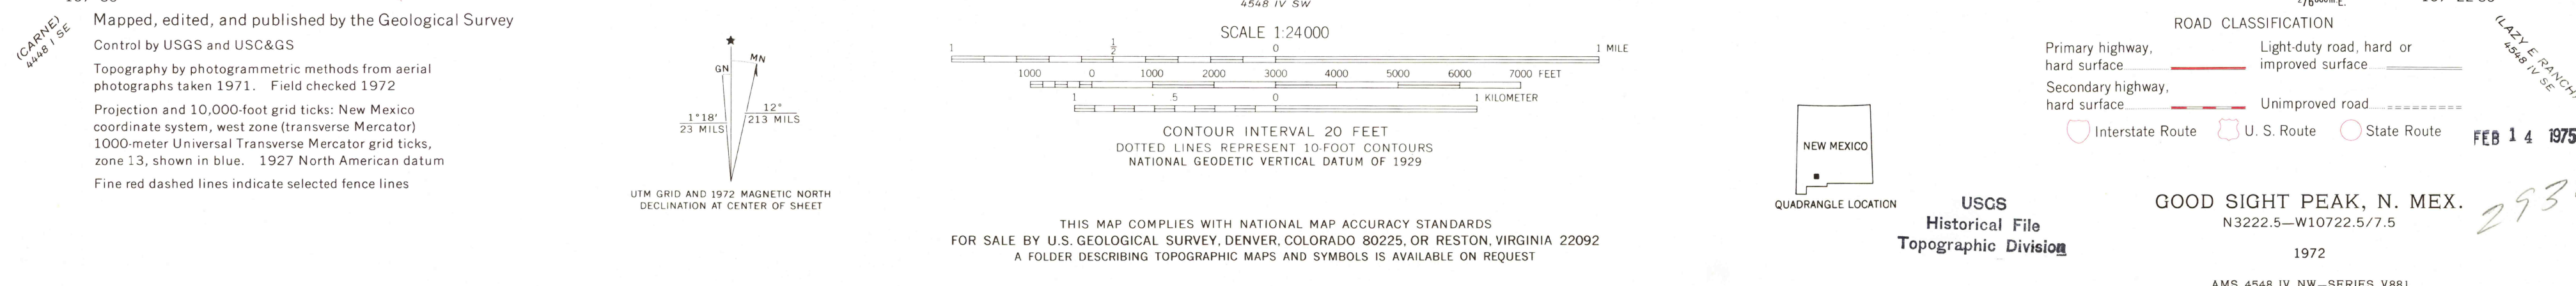 (CARNE)
4448 I SE
Mapped, edited, and published by the Geological Survey
Control by USGS and USC&GS
Topography by photogrammetric methods from aerial
photographs taken 1971. Field checked 1972
Projection and 10,000-foot grid ticks: New Mexico
coordinate system, west zone (transverse Mercator)
1000-meter Universal Transverse Mercator grid ticks,
zone 13, shown in blue. 1927 North American datum
Fine red dashed lines indicate selected fence lines
★
GN
MN
1°18′
23 MILS
12°
213 MILS
UTM GRID AND 1972 MAGNETIC NORTH
DECLINATION AT CENTER OF SHEET
4548 IV SW
SCALE 1:24000
1 1/2 0 1 MILE
1000 0 1000 2000 3000 4000 5000 6000 7000 FEET
1 .5 0 1 KILOMETER
CONTOUR INTERVAL 20 FEET
DOTTED LINES REPRESENT 10-FOOT CONTOURS
NATIONAL GEODETIC VERTICAL DATUM OF 1929
THIS MAP COMPLIES WITH NATIONAL MAP ACCURACY STANDARDS
FOR SALE BY U.S. GEOLOGICAL SURVEY, DENVER, COLORADO 80225, OR RESTON, VIRGINIA 22092
A FOLDER DESCRIBING TOPOGRAPHIC MAPS AND SYMBOLS IS AVAILABLE ON REQUEST
NEW MEXICO
QUADRANGLE LOCATION
USGS
Historical File
Topographic Division
ROAD CLASSIFICATION
Primary highway,
hard surface
Light-duty road, hard or
improved surface
Secondary highway,
hard surface
Unimproved road
Interstate Route
U. S. Route
State Route
(LAZY E RANCH)
4548 IV SE
FEB 14 1975
GOOD SIGHT PEAK, N. MEX.
N3222.5—W10722.5/7.5
1972
AMS 4548 IV NW—SERIES V881